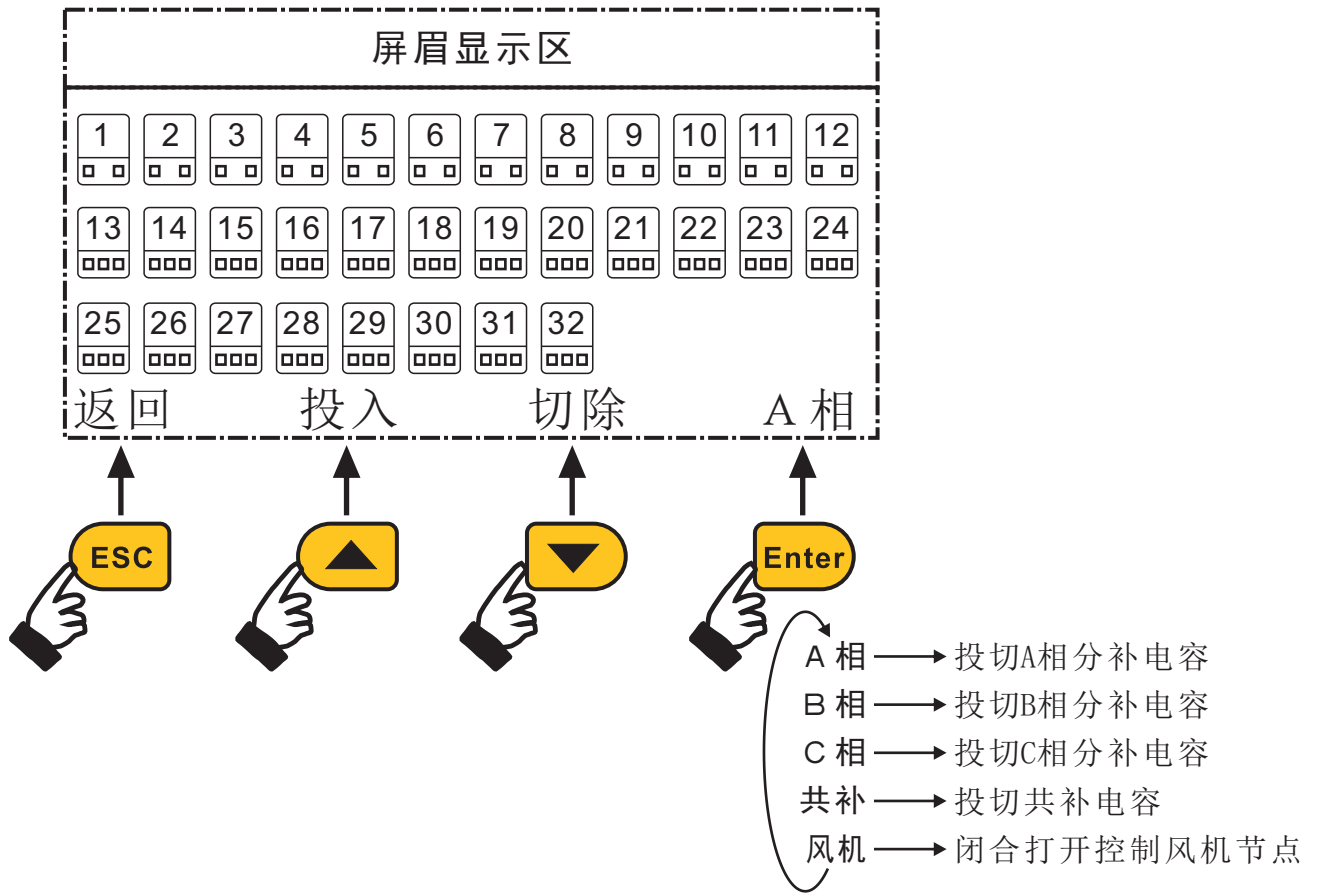 屏眉显示区
1 2 3 4 5 6 7 8 9 10 11 12
13 14 15 16 17 18 19 20 21 22 23 24
25 26 27 28 29 30 31 32
返回 投入 切除 A相
ESC Enter
A相 投切A相分补电容
B相 投切B相分补电容
C相 投切C相分补电容
共补 投切共补电容
风机 闭合打开控制风机节点